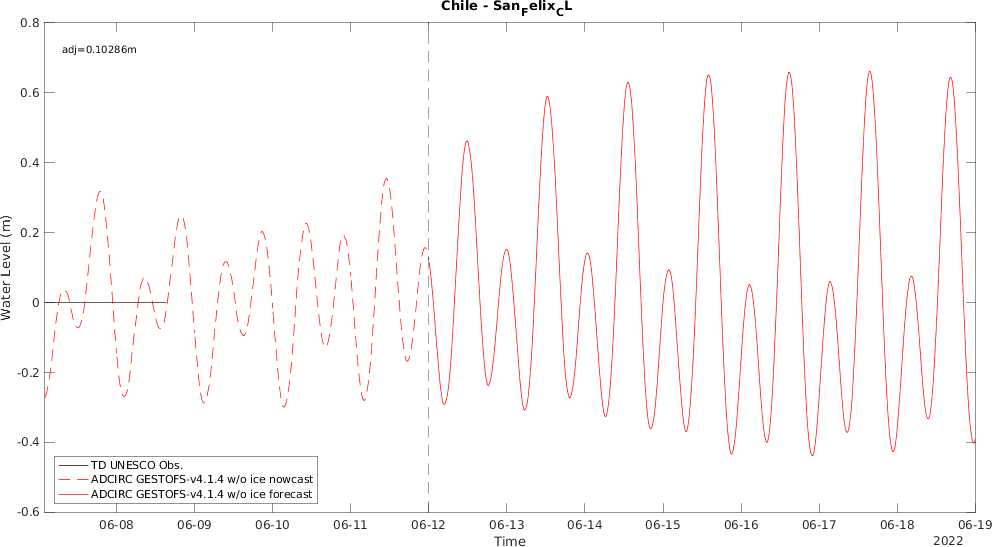 Chile - SanFelixCL
adj=0.10286m
0.8
0.6
0.4
0.2
0
-0.2
-0.4
-0.6
Water Level (m)
TD UNESCO Obs.
ADCIRC GESTOFS-v4.1.4 w/o ice nowcast
ADCIRC GESTOFS-v4.1.4 w/o ice forecast
06-08 06-09 06-10 06-11 06-12 06-13 06-14 06-15 06-16 06-17 06-18 06-19
Time
2022